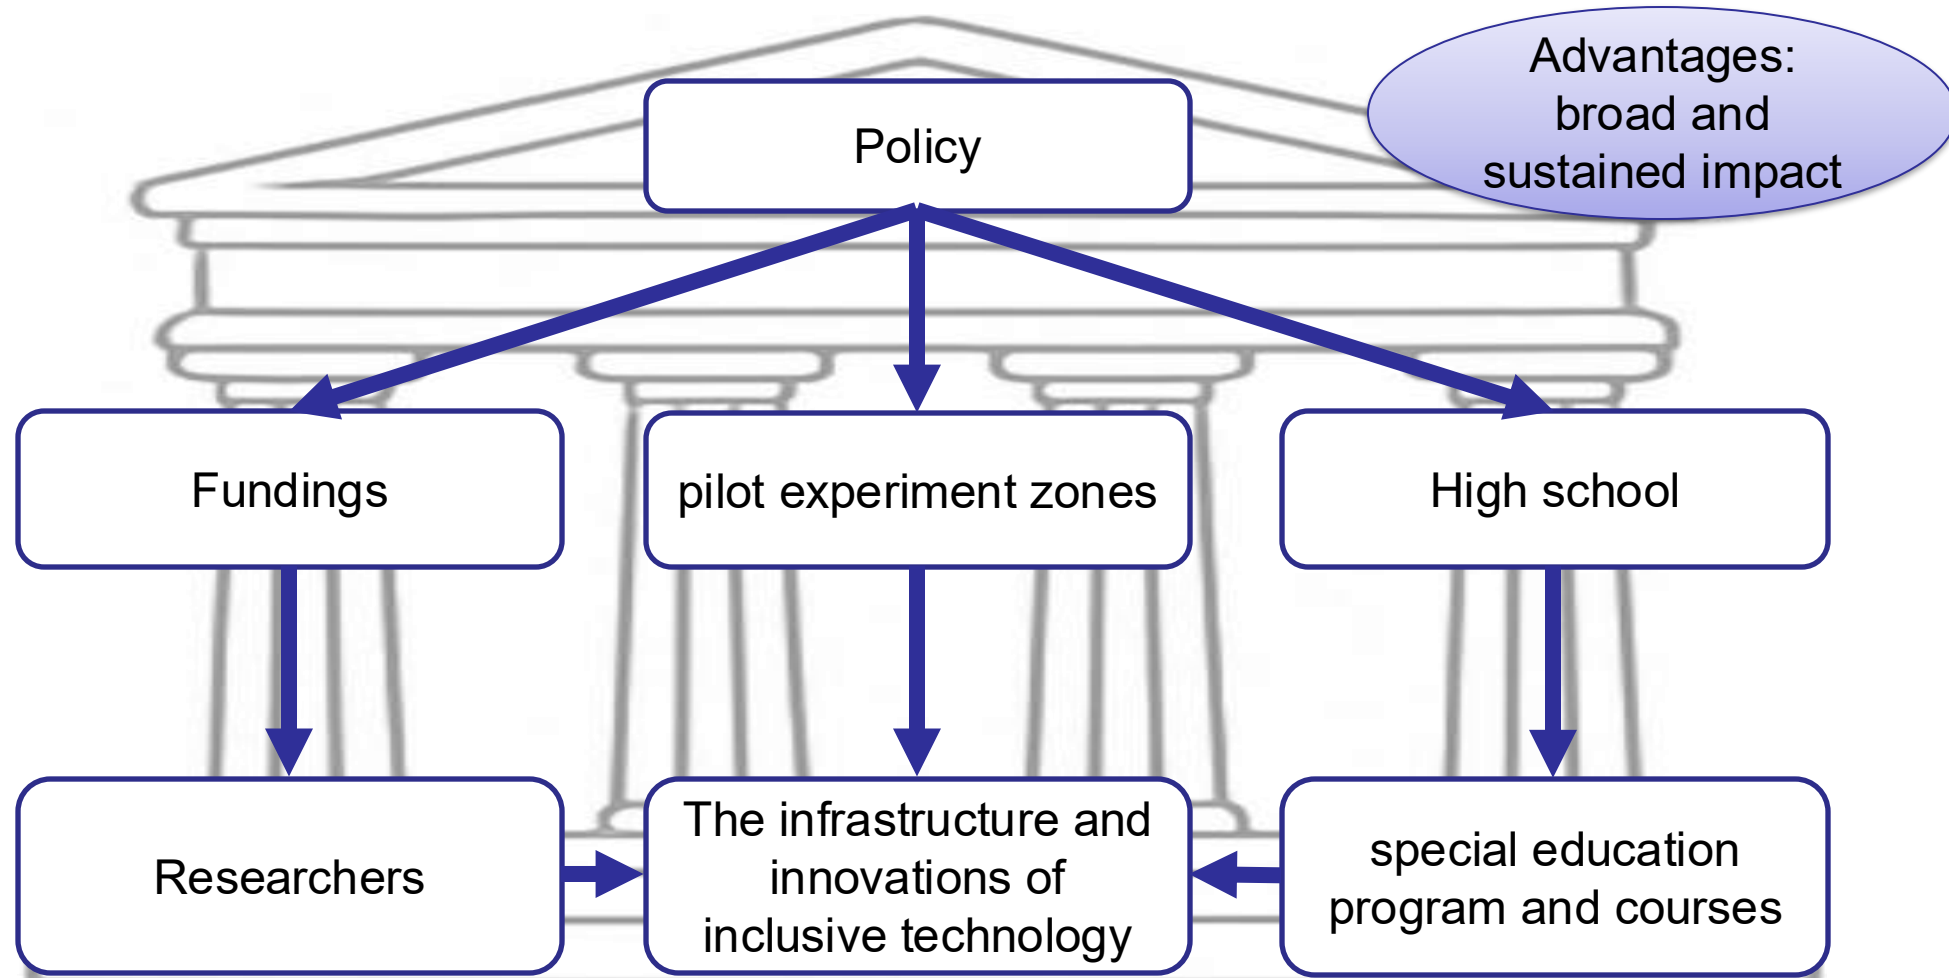 Advantages:
broad and
sustained impact
Policy
Fundings
pilot experiment zones
High school
Researchers
The infrastructure and
innovations of
inclusive technology
special education
program and courses